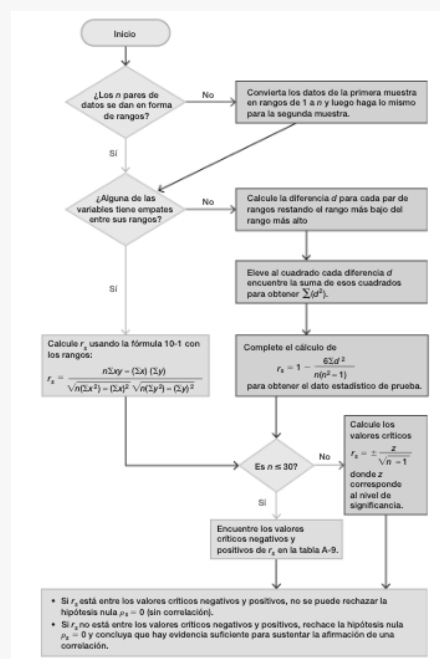 Inicio
¿Los n pares de
datos se dan en forma
de rangos?
No
Convierta los datos de la primera muestra
en rangos de 1 a n y luego haga lo mismo
para la segunda muestra.
Sí
¿Alguna de las
variables tiene empates
entre sus rangos?
No
Calcule la diferencia d para cada par de
rangos restando el rango más bajo del
rango más alto
Eleve al cuadrado cada diferencia d
encuentre la suma de esos cuadrados
para obtener ∑(d²).
Sí
Calcule rₛ usando la fórmula 10-1 con
los rangos:
rₛ = nΣxy – (Σx) (Σy) / √n(Σx²) – (Σx)² √n(Σy²) – (Σy)²
Complete el cálculo de
rₛ = 1 – 6Σd² / n(n² – 1)
para obtener el dato estadístico de prueba.
Es n ≤ 30?
No
Calcule los
valores críticos
rₛ = ± z / √n – 1
donde z
corresponde
al nivel de
significancia.
Sí
Encuentre los valores
críticos negativos y
positivos de rₛ en la tabla A-9.
• Si rₛ está entre los valores críticos negativos y positivos, no se puede rechazar la
hipótesis nula ρₛ = 0 (sin correlación).
• Si rₛ no está entre los valores críticos negativos y positivos, rechace la hipótesis nula
ρₛ = 0 y concluya que hay evidencia suficiente para sustentar la afirmación de una
correlación.